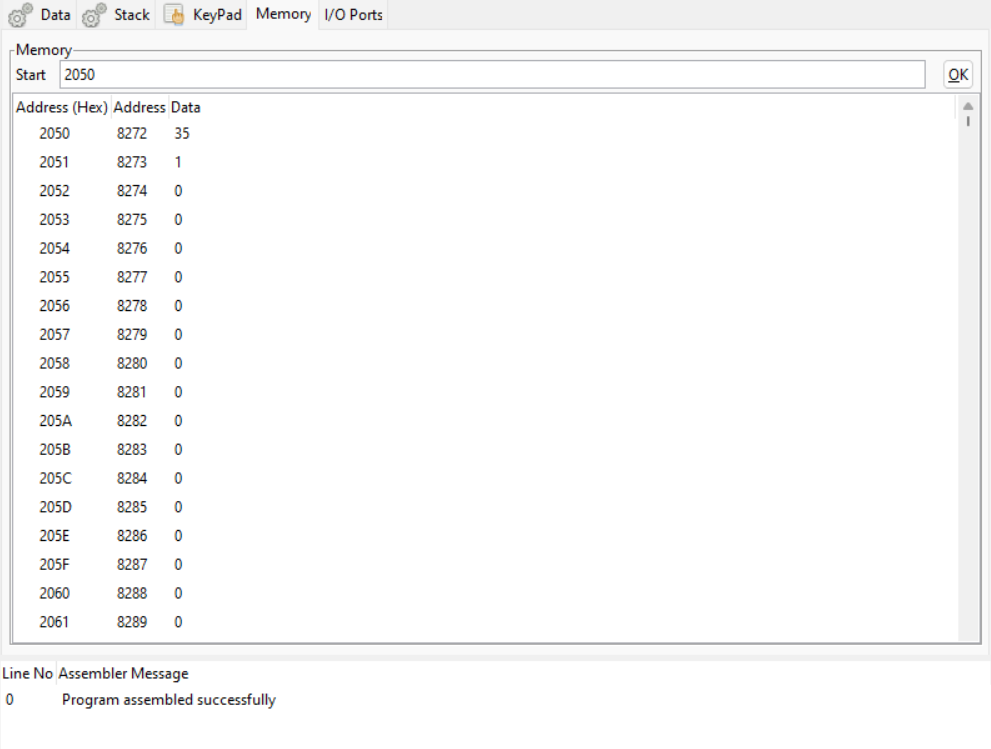 Data Stack KeyPad Memory I/O Ports
Memory
Start 2050 OK
Address (Hex) Address Data
2050 8272 35
2051 8273 1
2052 8274 0
2053 8275 0
2054 8276 0
2055 8277 0
2056 8278 0
2057 8279 0
2058 8280 0
2059 8281 0
205A 8282 0
205B 8283 0
205C 8284 0
205D 8285 0
205E 8286 0
205F 8287 0
2060 8288 0
2061 8289 0
Line No Assembler Message
0 Program assembled successfully